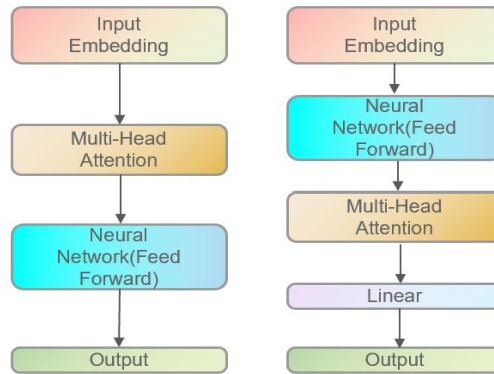 Input
Embedding
Multi-Head
Attention
Neural
Network(Feed
Forward)
Output
Input
Embedding
Neural
Network(Feed
Forward)
Multi-Head
Attention
Linear
Output